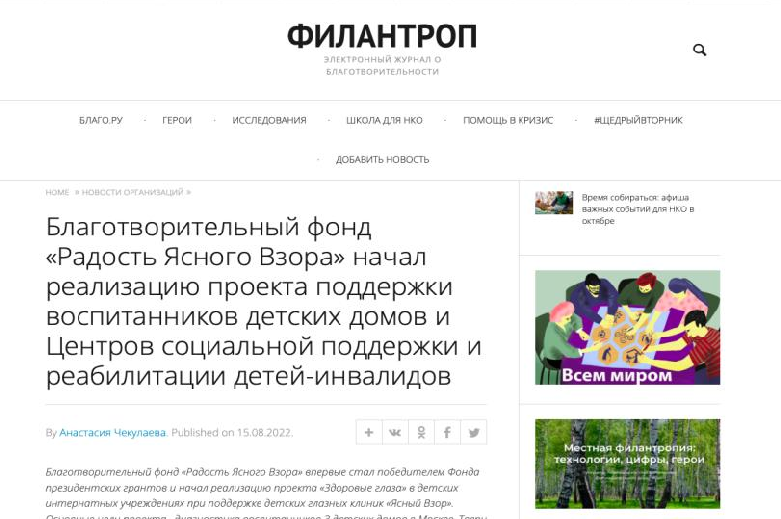 ФИЛАНТРОП
ЭЛЕКТРОННЫЙ ЖУРНАЛ О
БЛАГОТВОРИТЕЛЬНОСТИ
БЛАГО.РУ · ГЕРОИ · ИССЛЕДОВАНИЯ · ШКОЛА ДЛЯ НКО · ПОМОЩЬ В КРИЗИС · #ЩЕДРЫЙВТОРНИК
· ДОБАВИТЬ НОВОСТЬ
HOME » НОВОСТИ ОРГАНИЗАЦИЙ »
Благотворительный фонд
«Радость Ясного Взора» начал
реализацию проекта поддержки
воспитанников детских домов и
Центров социальной поддержки и
реабилитации детей-инвалидов
By Анастасия Чекулаева. Published on 15.08.2022.
Благотворительный фонд «Радость Ясного Взора» впервые стал победителем Фонда
президентских грантов и начал реализацию проекта «Здоровые глаза» в детских
интернатных учреждениях при поддержке детских глазных клиник «Ясный Взор».
Время собираться: афиша
важных событий для НКО в
октябре
Всем миром
Местная филантропия:
технологии, цифры, герои